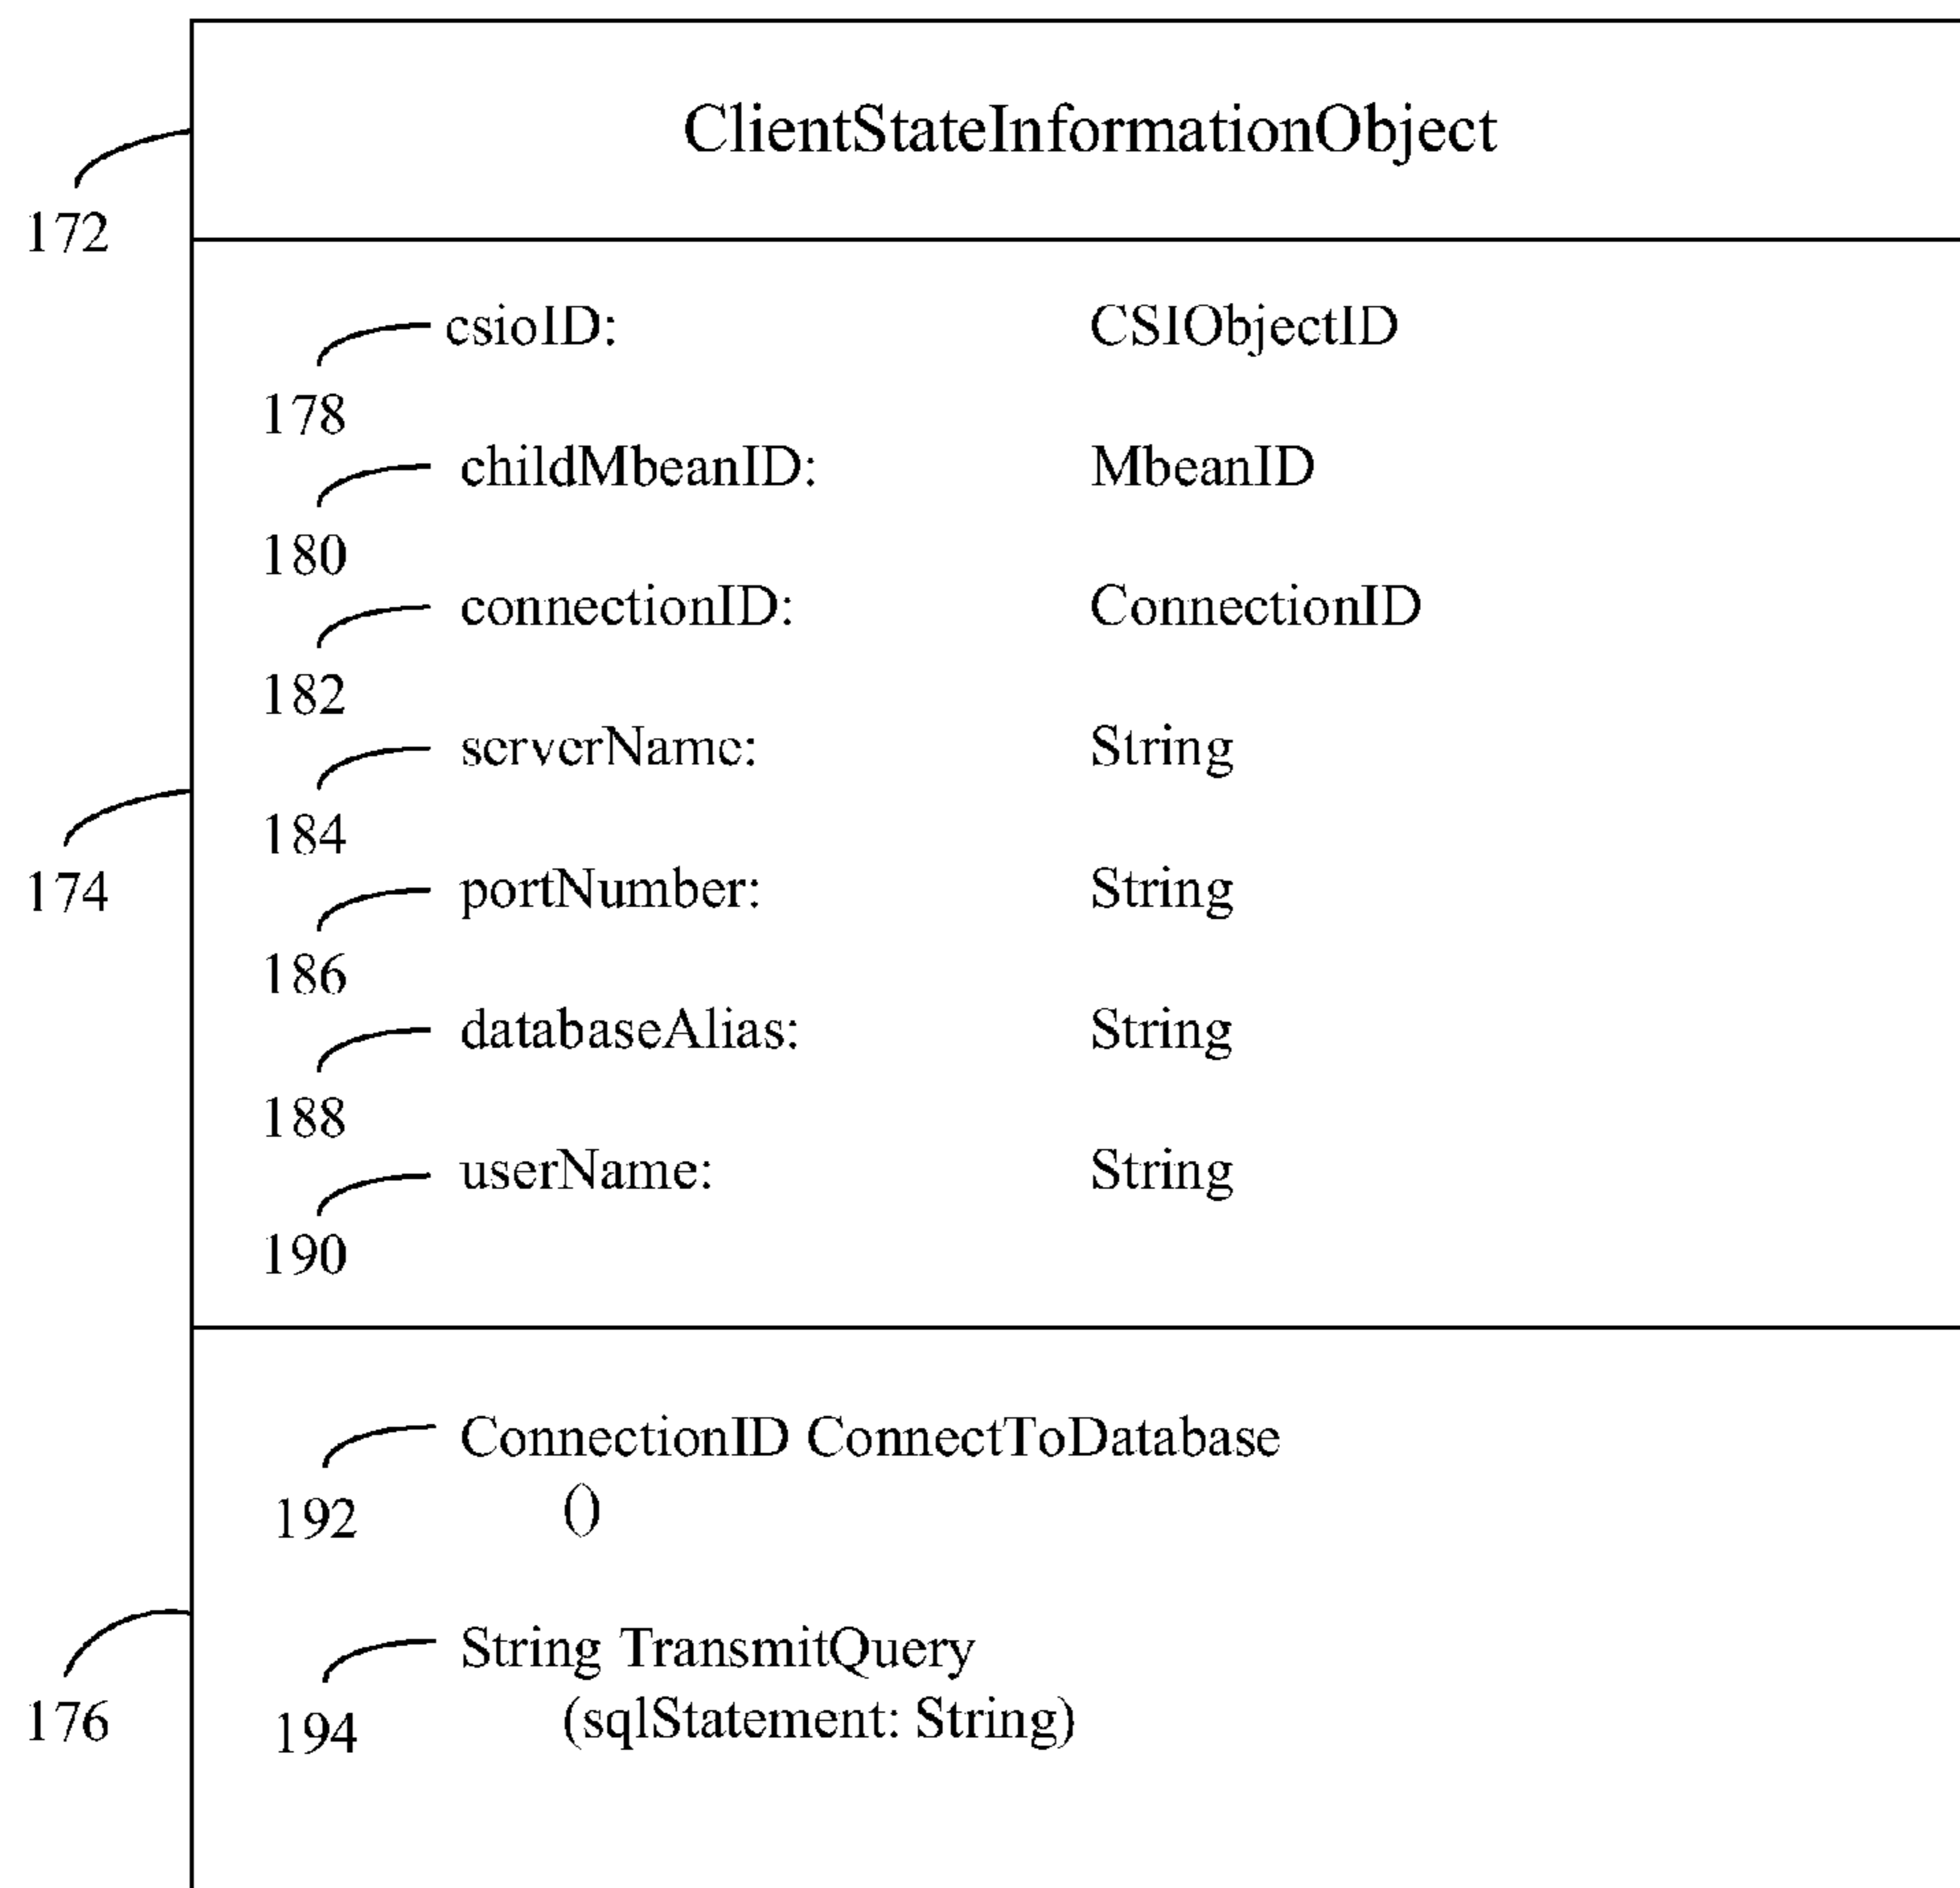 ClientStateInformationObject
172
csioID: CSIObjectID
178
childMbeanID: MbeanID
180
connectionID: ConnectionID
182
serverName: String
184
174
portNumber: String
186
databaseAlias: String
188
userName: String
190
ConnectionID ConnectToDatabase
192 ()
String TransmitQuery
176
194 (sqlStatement: String)